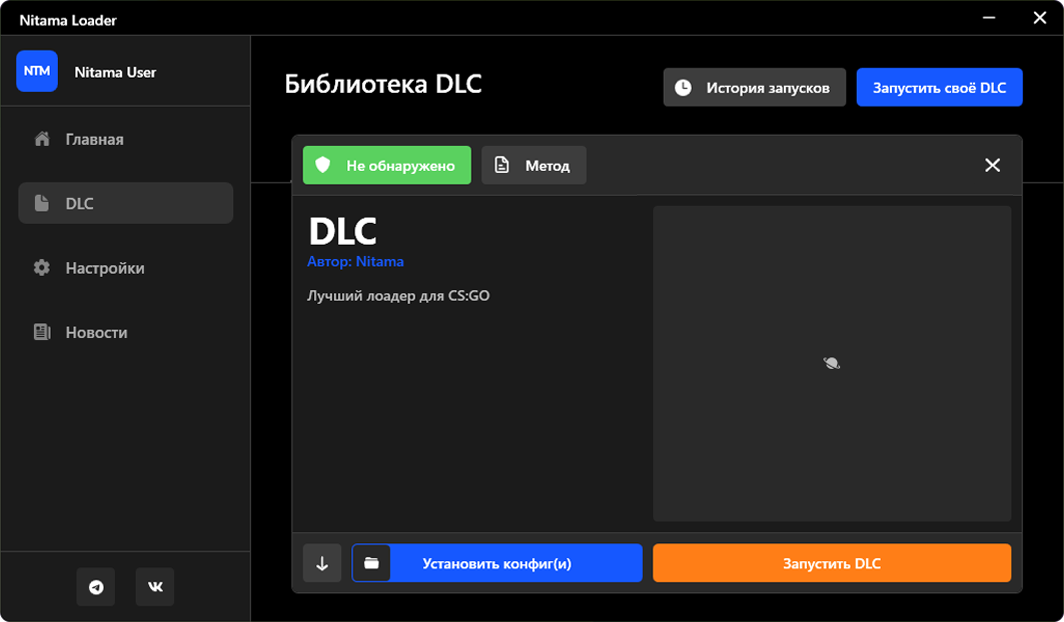 Nitama Loader
NTM
Nitama User
Главная
DLC
Настройки
Новости
Библиотека DLC
История запусков
Запустить своё DLC
Не обнаружено
Метод
DLC
Автор: Nitama
Лучший лоадер для CS:GO
Установить конфиг(и)
Запустить DLC